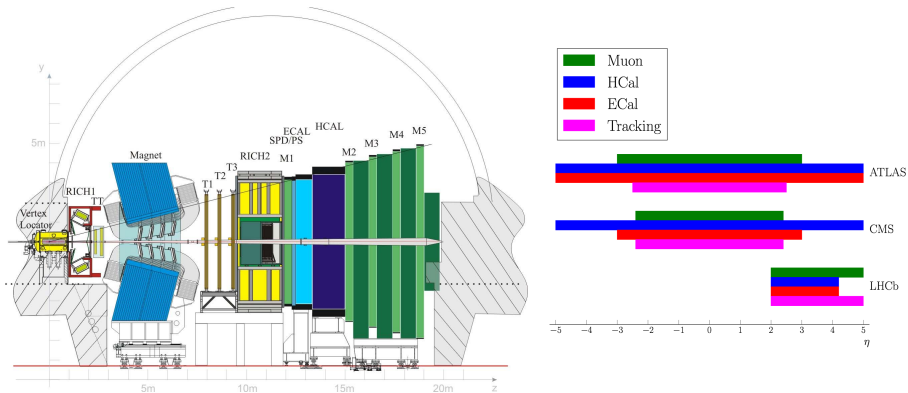 y
5m
Vertex
Locator
RICH1
TT
Magnet
T1
T2
T3
RICH2
SPD/PS
ECAL
HCAL
M1
M2
M3
M4
M5
5m
10m
15m
20m
z
Muon
HCal
ECal
Tracking
ATLAS
CMS
LHCb
−5 −4 −3 −2 −1 0 1 2 3 4 5
η